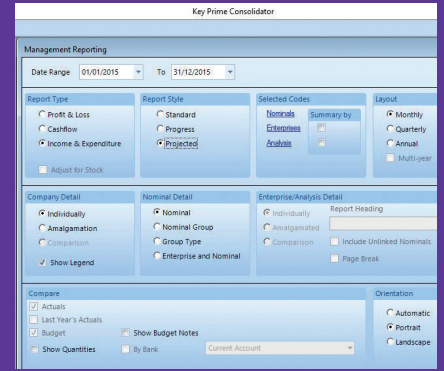 Key Prime Consolidator
Management Reporting
Date Range 01/01/2015 To 31/12/2015
Report Type
Profit & Loss
Cashflow
Income & Expenditure
Adjust for Stock
Report Style
Standard
Progress
Projected
Selected Codes
Nominals Summary by
Enterprises
Analysis
Layout
Monthly
Quarterly
Annual
Multi-year
Company Detail
Individually
Amalgamation
Comparison
Show Legend
Nominal Detail
Nominal
Nominal Group
Group Type
Enterprise and Nominal
Enterprise/Analysis Detail
Individually Report Heading
Amalgamated
Comparison Include Unlinked Nominals
Page Break
Compare
Actuals
Last Year's Actuals
Budget Show Budget Notes
Show Quantities By Bank Current Account
Orientation
Automatic
Portrait
Landscape